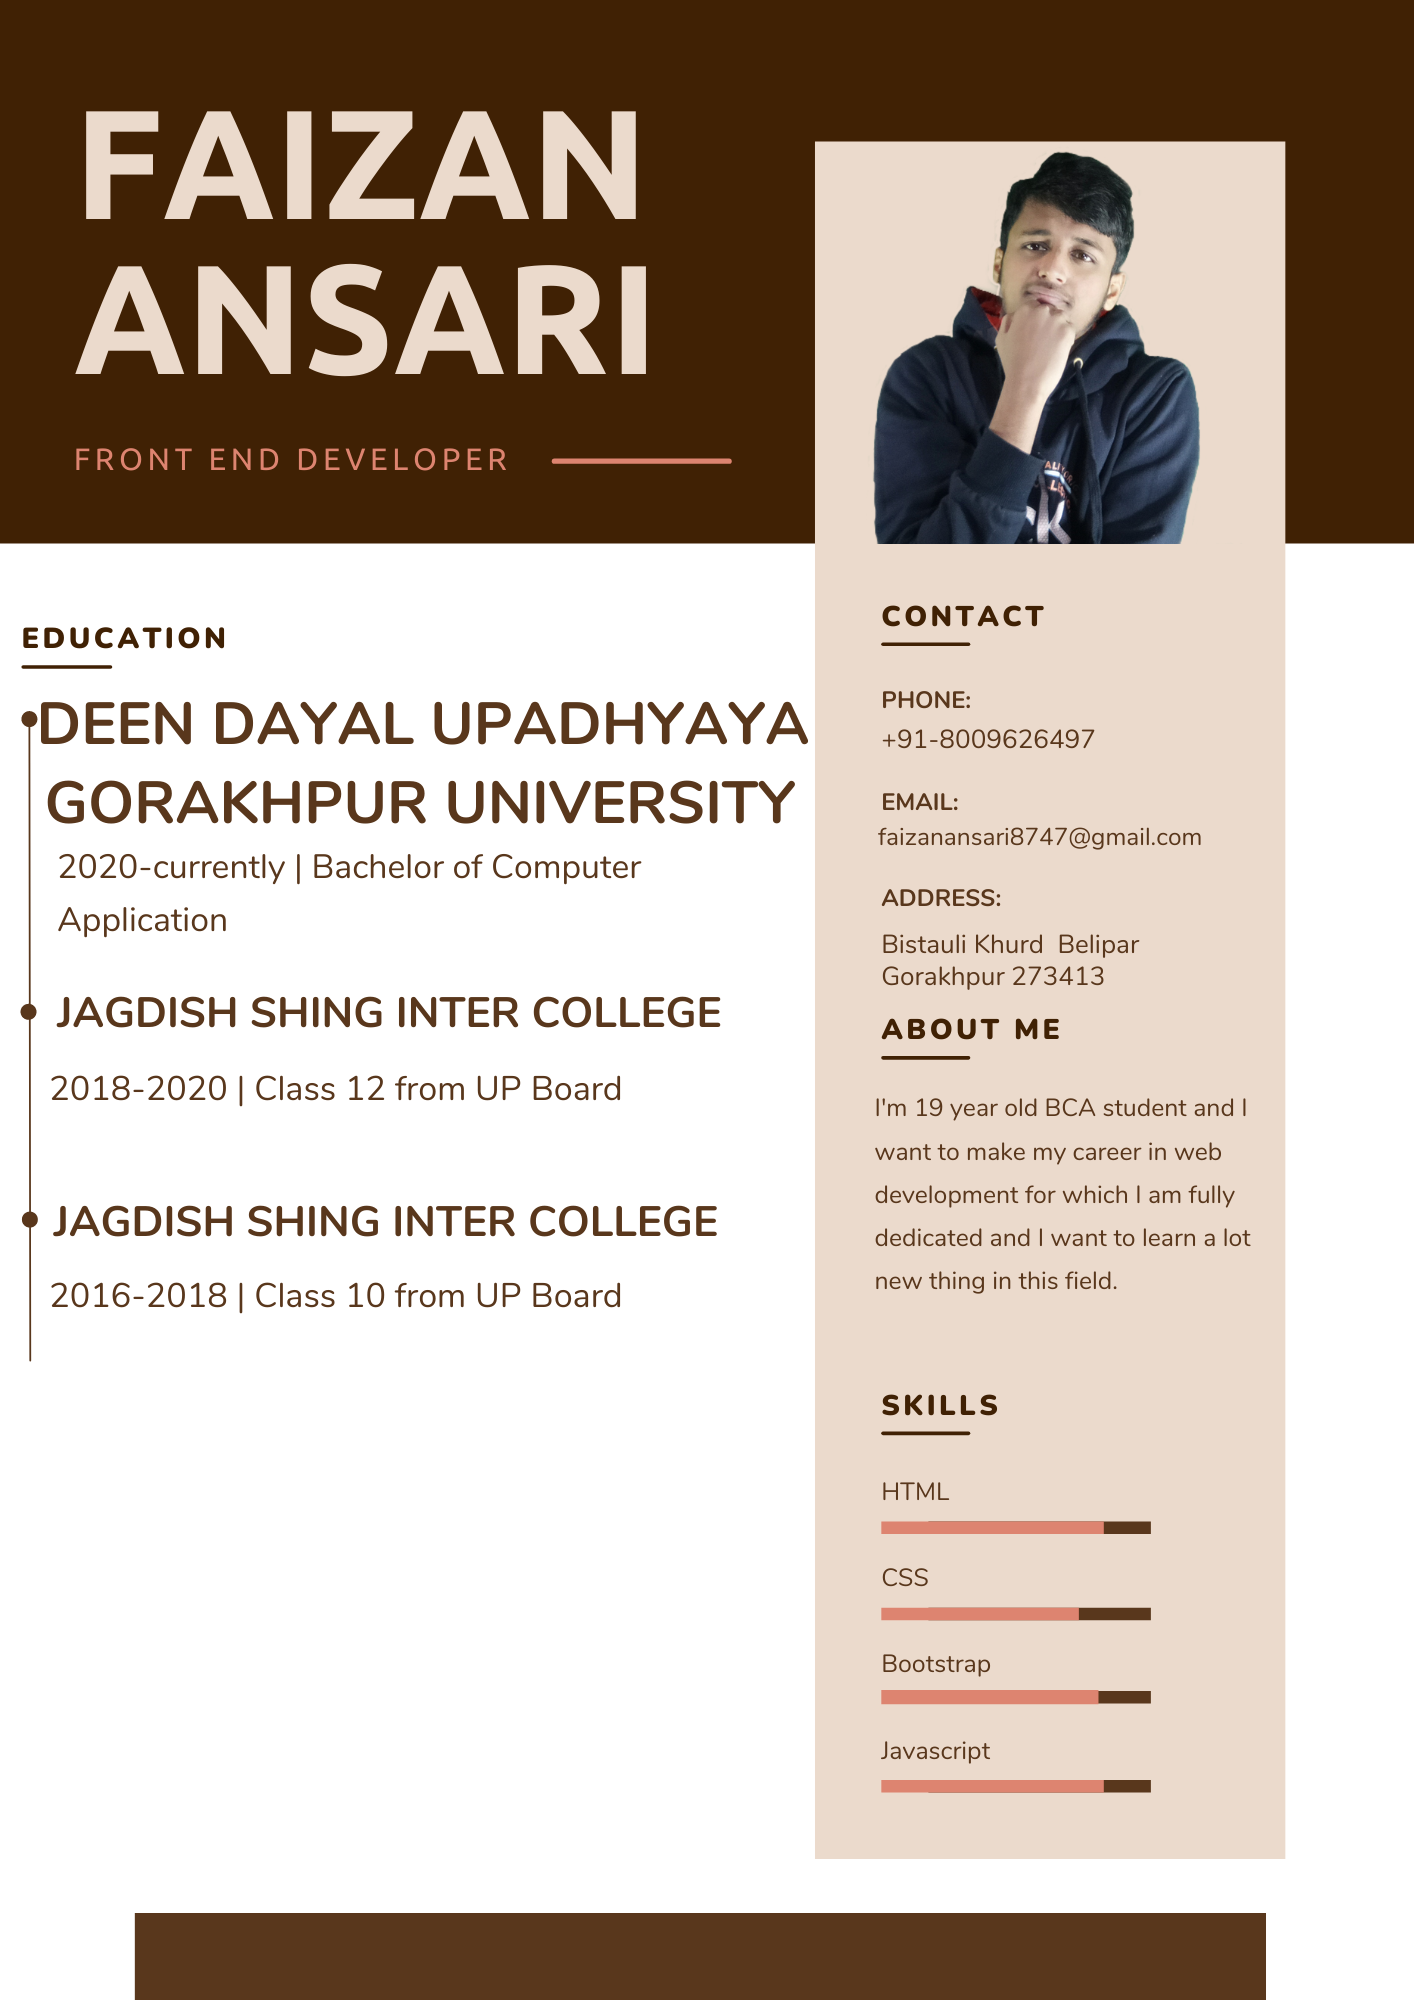 FAIZAN
ANSARI
FRONT END DEVELOPER
EDUCATION
DEEN DAYAL UPADHYAYA
GORAKHPUR UNIVERSITY
2020-currently | Bachelor of Computer
Application
JAGDISH SHING INTER COLLEGE
2018-2020 | Class 12 from UP Board
JAGDISH SHING INTER COLLEGE
2016-2018 | Class 10 from UP Board
CONTACT
PHONE:
+91-8009626497
EMAIL:
faizanansari8747@gmail.com
ADDRESS:
Bistauli Khurd  Belipar
Gorakhpur 273413
ABOUT ME
I'm 19 year old BCA student and I
want to make my career in web
development for which I am fully
dedicated and I want to learn a lot
new thing in this field.
SKILLS
HTML
CSS
Bootstrap
Javascript